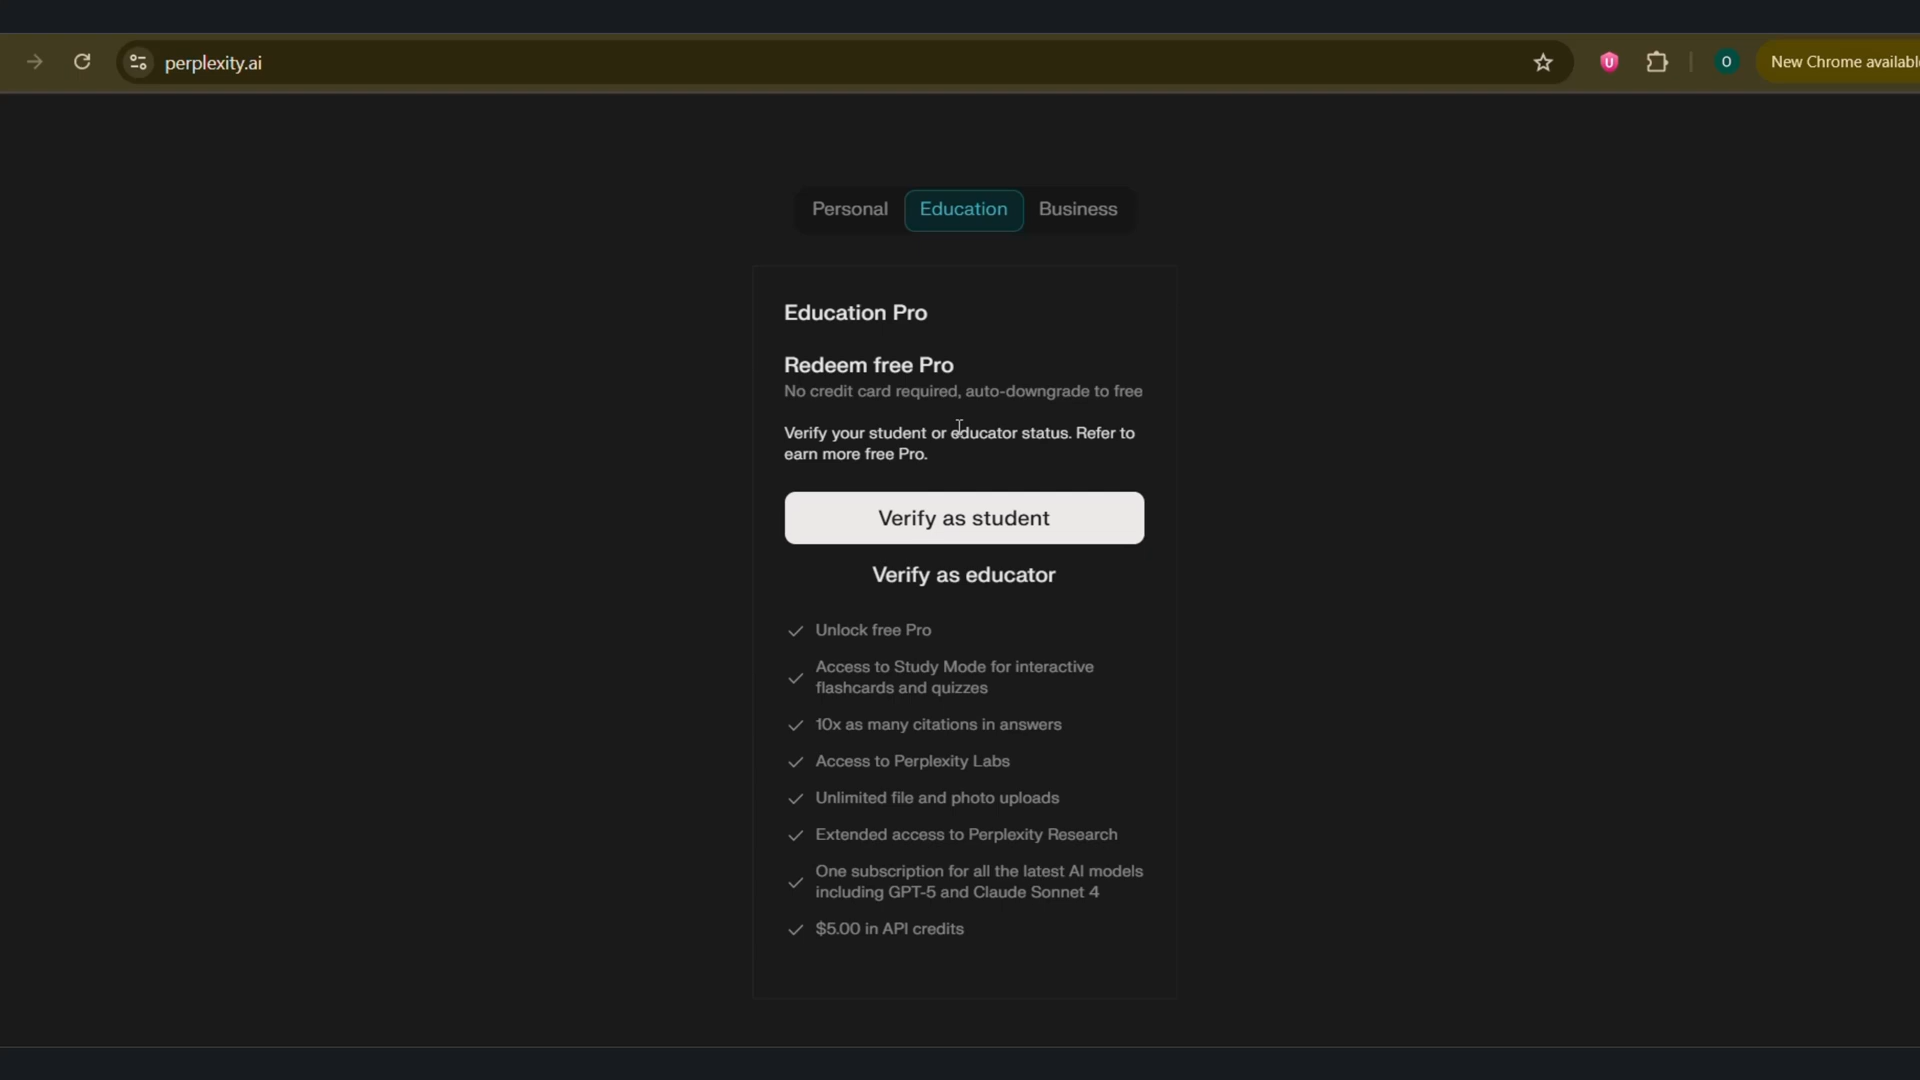 perplexity.ai
O
New Chrome
Personal
Education
Business
Education Pro
Redeem free Pro
No credit card required, auto-downgrade to free
Verify your student or educator status. Refer to
earn more free Pro.
Verify as student
Verify as educator
Unlock free Pro
Access to Study Mode for interactive
flashcards and quizzes
10x as many citations in answers
Access to Perplexity Labs
Unlimited file and photo uploads
Extended access to Perplexity Research
One subscription for all the latest AI models
including GPT-5 and Claude Sonnet 4
$5.00 in API credits